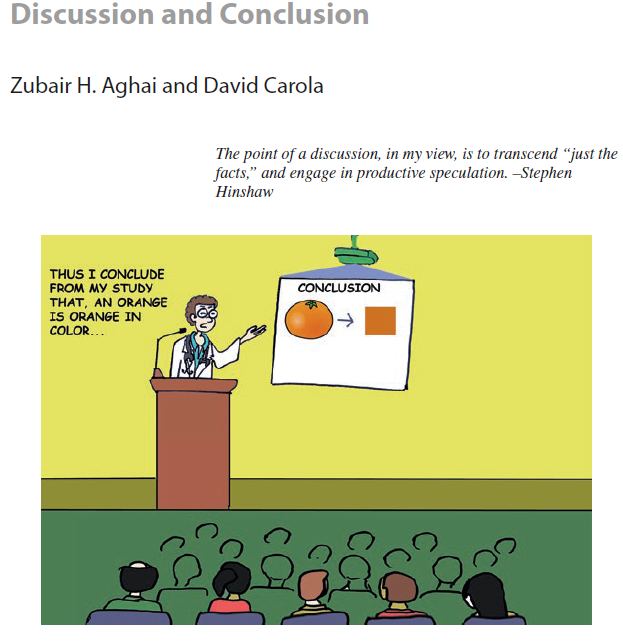 Discussion and Conclusion
Zubair H. Aghai and David Carola
The point of a discussion, in my view, is to transcend “just the
facts,” and engage in productive speculation. –Stephen
Hinshaw
THUS I CONCLUDE
FROM MY STUDY
THAT, AN ORANGE
IS ORANGE IN
COLOR...
CONCLUSION